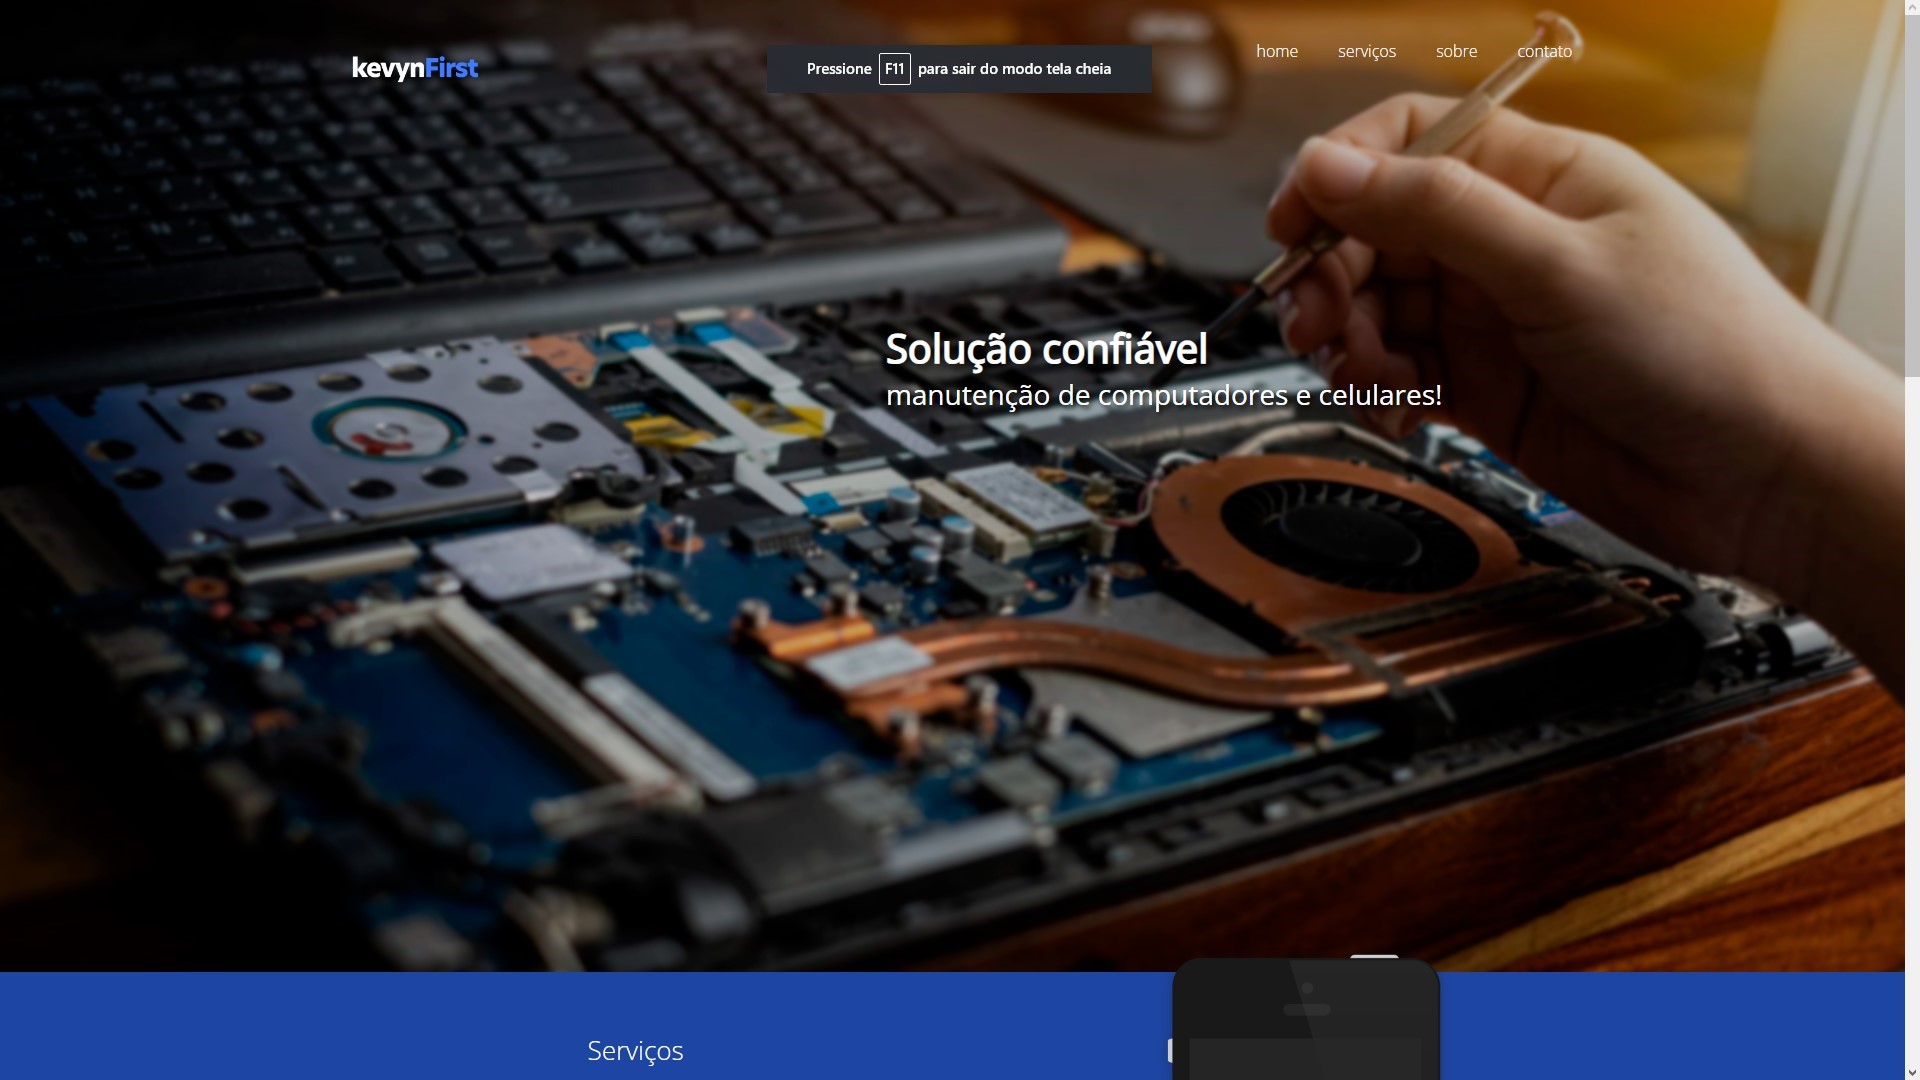 kevynFirst
Pressione F11 para sair do modo tela cheia
home serviços sobre contato
Solução confiável
manutenção de computadores e celulares!
Serviços